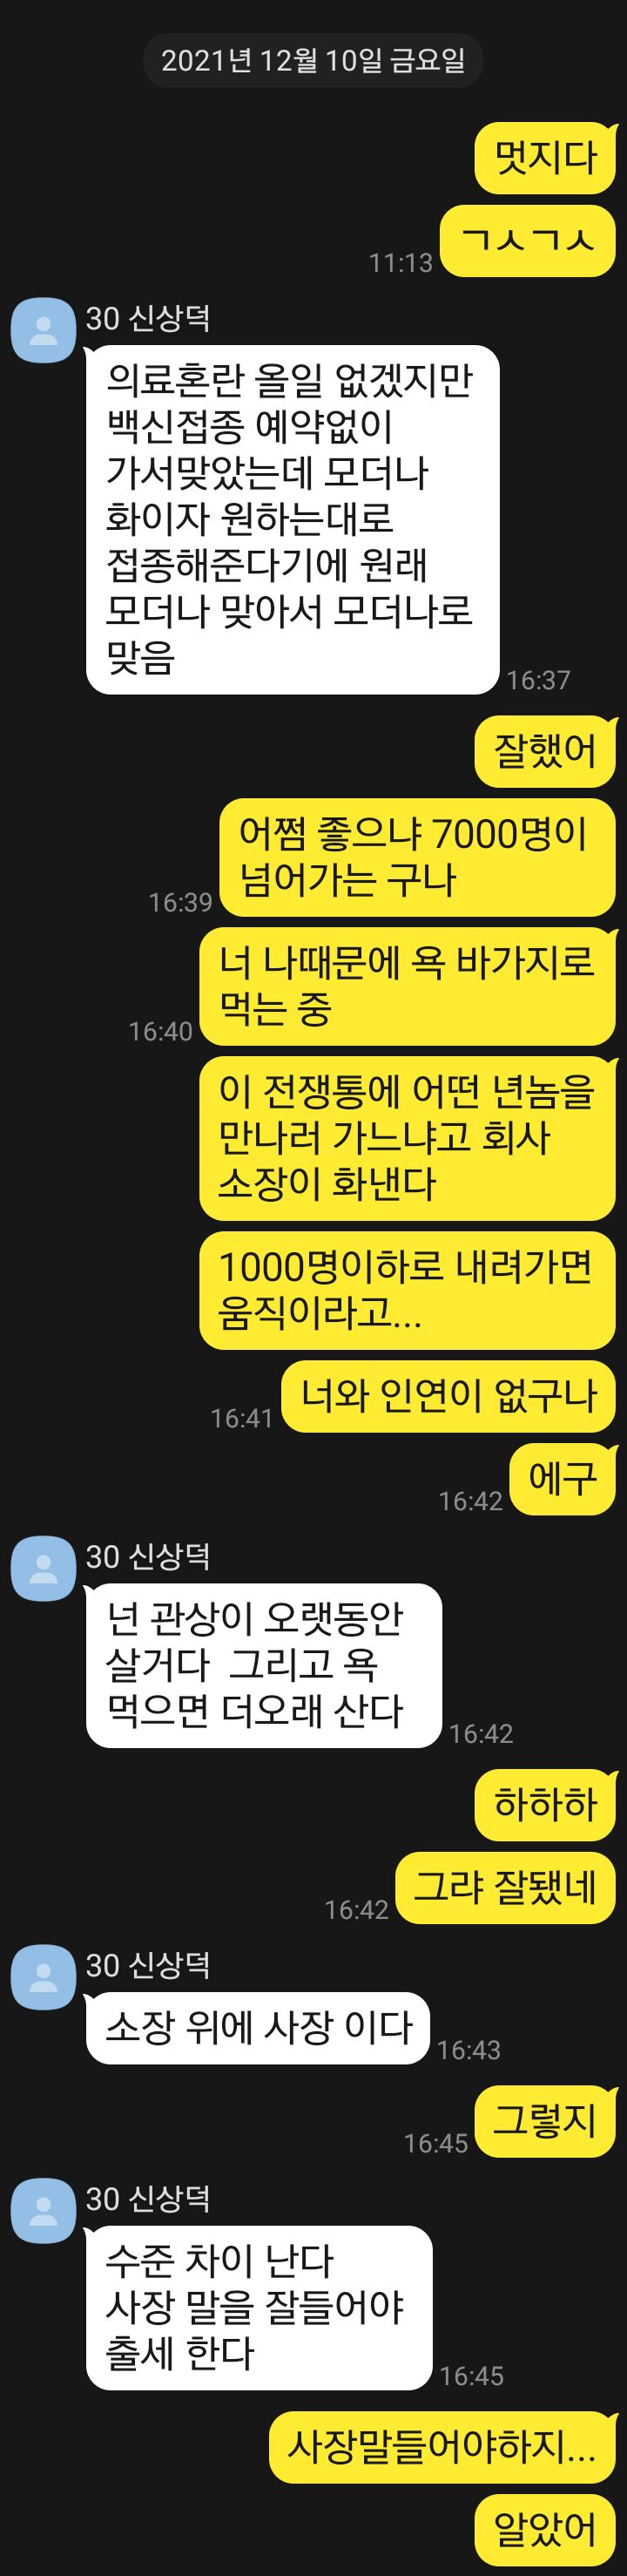 2021년 12월 10일 금요일
멋지다
ㄱㅅㄱㅅ
11:13
30 신상덕
의료혼란 올일 없겠지만
백신접종 예약없이
가서맞았는데 모더나
화이자 원하는대로
접종해준다기에 원래
모더나 맞아서 모더나로
맞음
16:37
잘했어
어쩜 좋으냐 7000명이
넘어가는 구나
16:39
너 나때문에 욕 바가지로
먹는 중
16:40
이 전쟁통에 어떤 년놈을
만나러 가느냐고 회사
소장이 화낸다
1000명이하로 내려가면
움직이라고...
너와 인연이 없구나
16:41
에구
16:42
30 신상덕
넌 관상이 오랫동안
살거다  그리고 욕
먹으면 더오래 산다
16:42
하하하
그랴 잘됐네
16:42
30 신상덕
소장 위에 사장 이다
16:43
그렇지
16:45
30 신상덕
수준 차이 난다
사장 말을 잘들어야
출세 한다
16:45
사장말들어야하지...
알았어